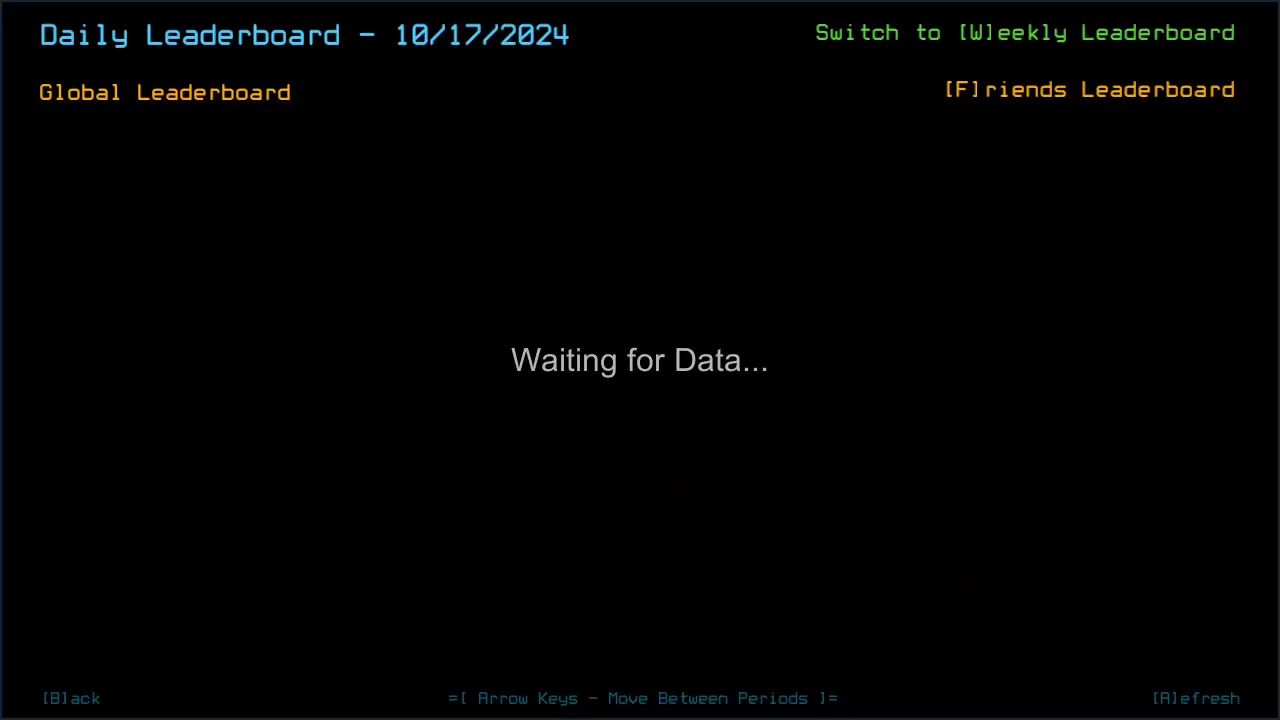 Daily Leaderboard - 10/17/2024
Switch to [W]eekly Leaderboard
Global Leaderboard
[F]riends Leaderboard
Waiting for Data...
[B]ack
=[ Arrow Keys - Move Between Periods ]=
[R]efresh